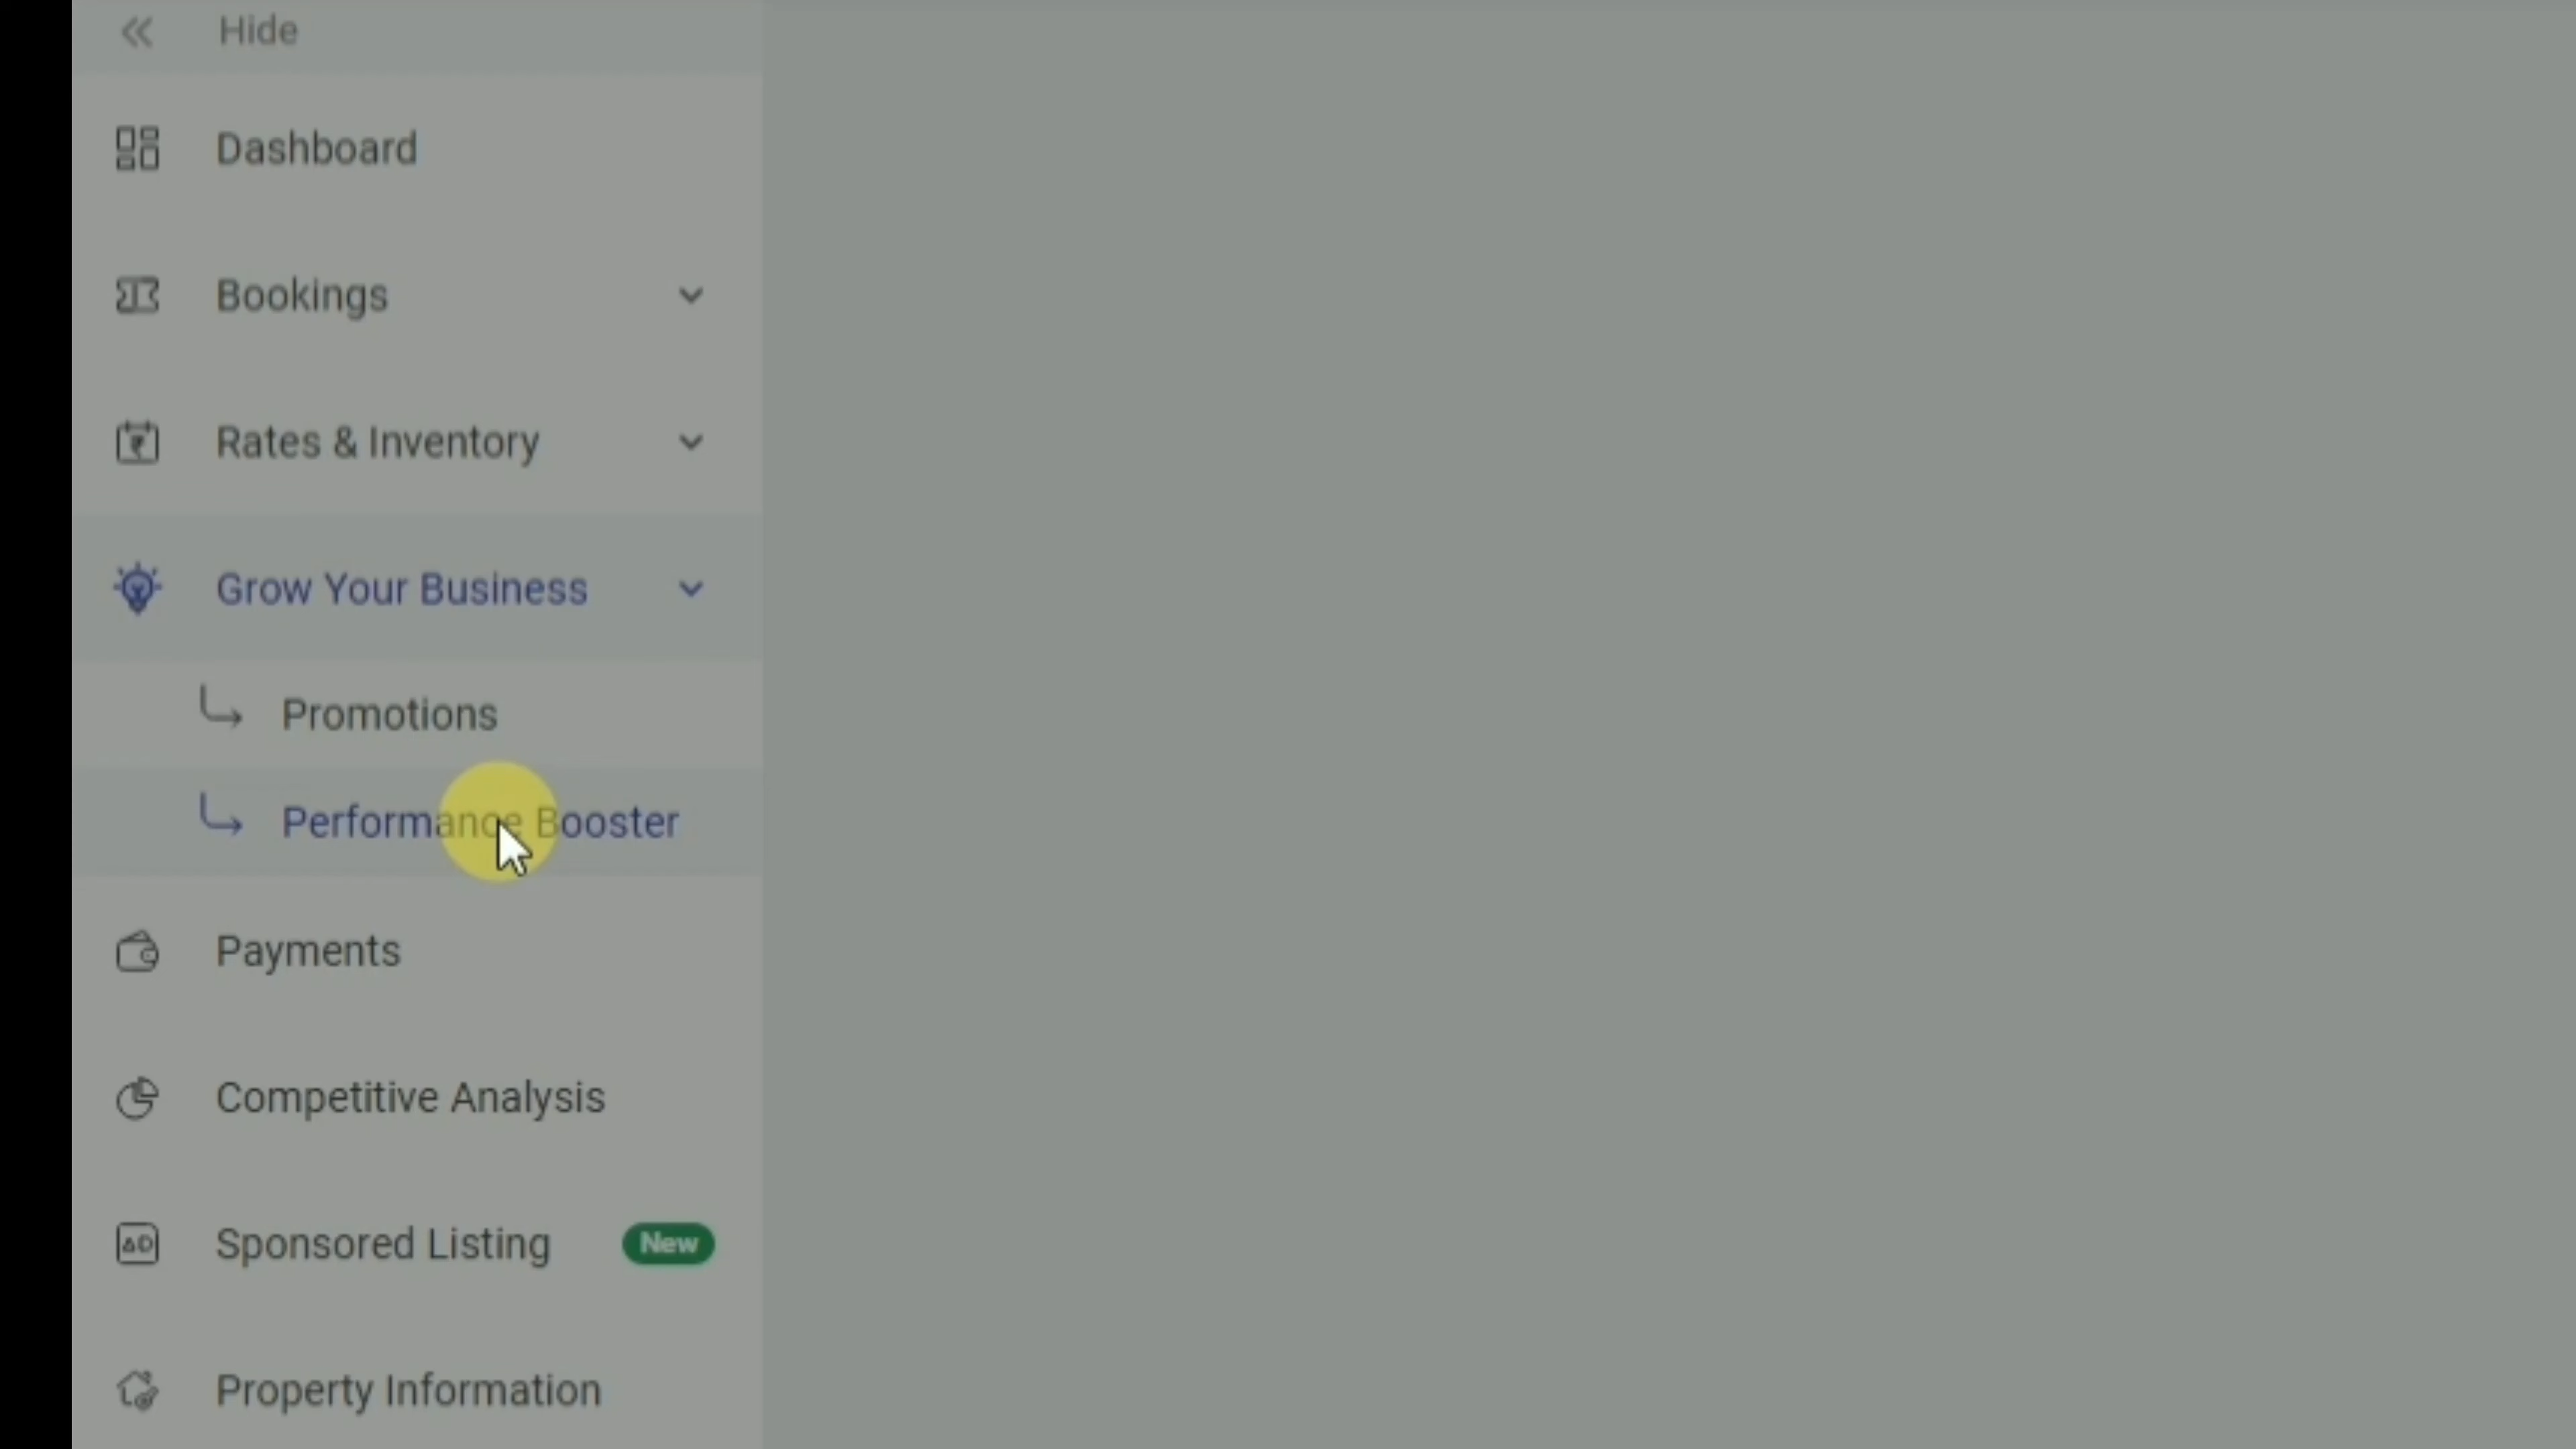 Hide
Dashboard
Bookings
Rates & Inventory
Grow Your Business
Promotions
Performance Booster
Payments
Competitive Analysis
Sponsored Listing New
Property Information